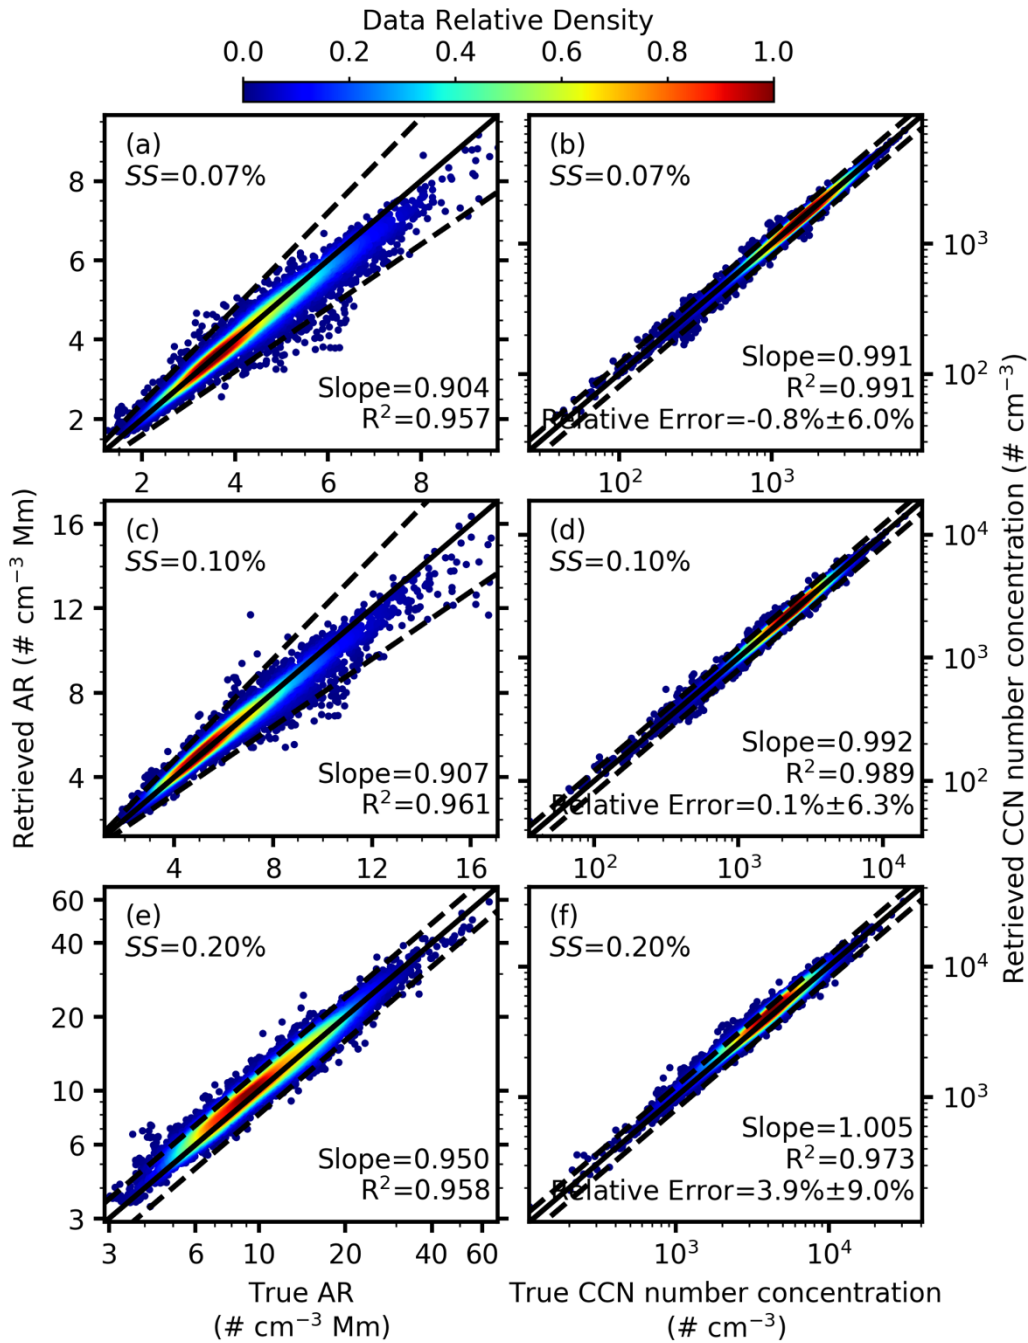 Data Relative Density
0.0 0.2 0.4 0.6 0.8 1.0
(a)
SS=0.07%
8
6
4
2
Slope=0.904
R²=0.957
2 4 6 8
(b)
SS=0.07%
10³
10²
Slope=0.991
R²=0.991
Relative Error=-0.8%±6.0%
10² 10³
(c)
SS=0.10%
16
12
8
4
Slope=0.907
R²=0.961
4 8 12 16
(d)
SS=0.10%
10⁴
10³
10²
Slope=0.992
R²=0.989
Relative Error=0.1%±6.3%
10² 10³ 10⁴
(e)
SS=0.20%
60
40
20
10
6
3
Slope=0.950
R²=0.958
3 6 10 20 40 60
(f)
SS=0.20%
10⁴
10³
Slope=1.005
R²=0.973
Relative Error=3.9%±9.0%
10³ 10⁴
Retrieved AR (# cm⁻³ Mm)
Retrieved CCN number concentration (# cm⁻³)
True AR
(# cm⁻³ Mm)
True CCN number concentration
(# cm⁻³)